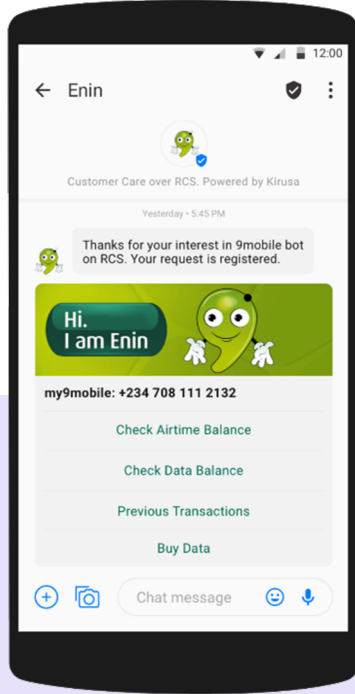 12:00
Enin
Customer Care over RCS. Powered by Kirusa
Yesterday • 5:45 PM
Thanks for your interest in 9mobile bot
on RCS. Your request is registered.
Hi.
I am Enin
my9mobile: +234 708 111 2132
Check Airtime Balance
Check Data Balance
Previous Transactions
Buy Data
Chat message